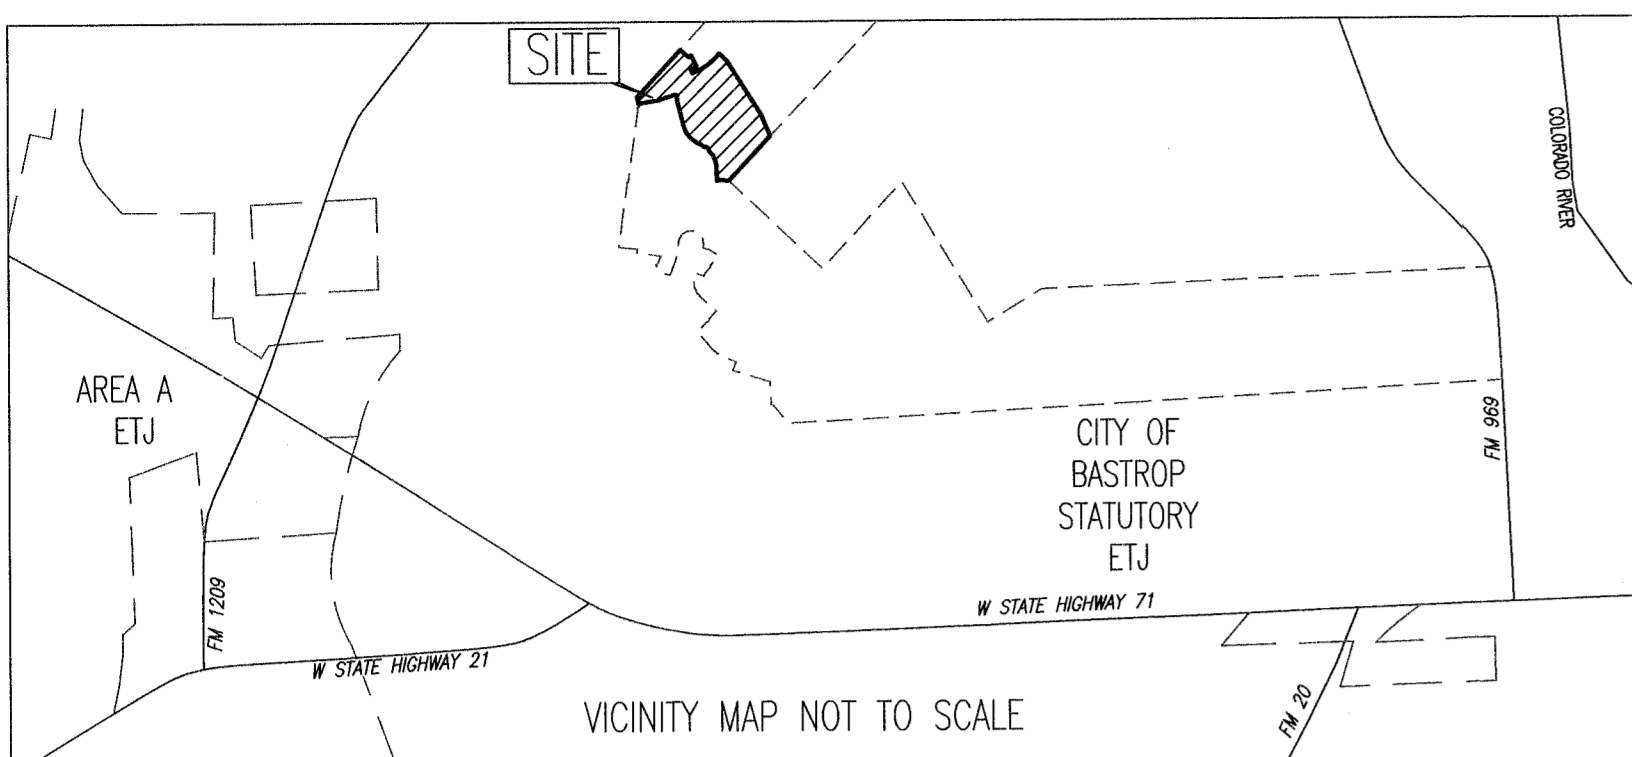 SITE
COLORADO RIVER
AREA A
ETJ
FM 969
CITY OF
BASTROP
STATUTORY
ETJ
FM 1209
W STATE HIGHWAY 71
W STATE HIGHWAY 21
FM 20
VICINITY MAP NOT TO SCALE